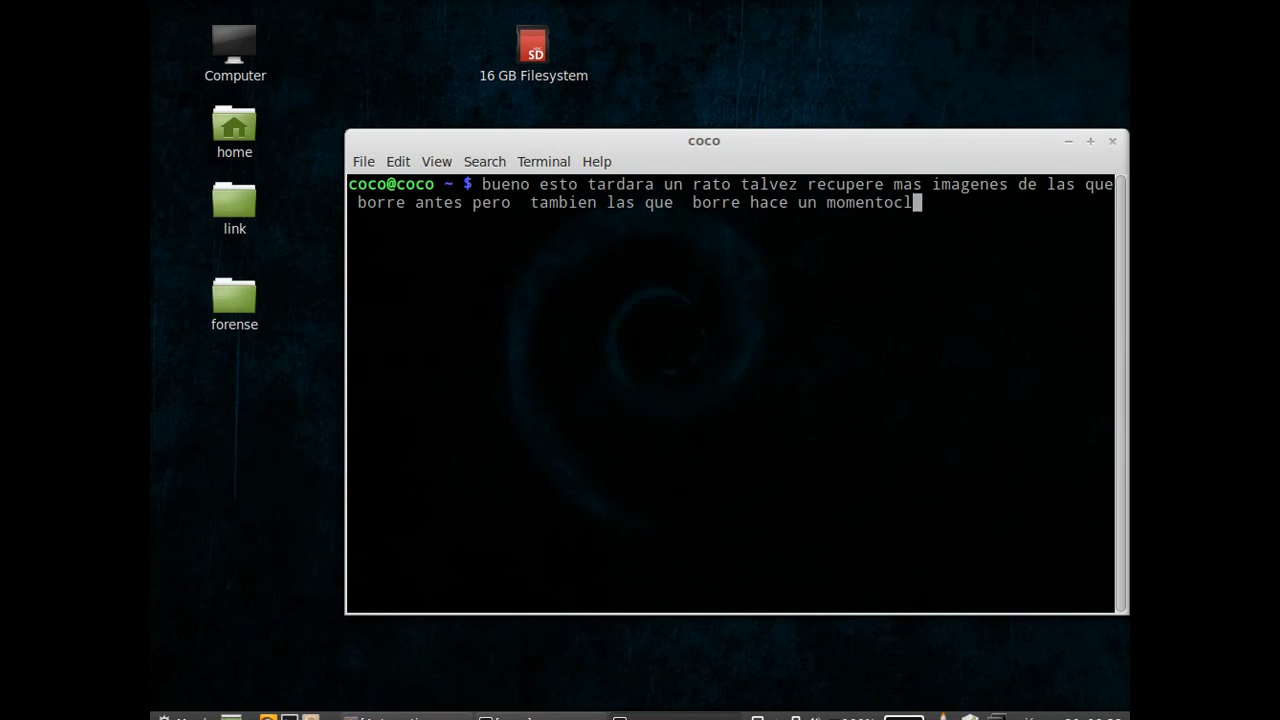 Computer
SD
16 GB Filesystem
home
link
forense
coco
File Edit View Search Terminal Help
coco@coco ~ $ bueno esto tardara un rato talvez recupere mas imagenes de las que
borre antes pero tambien las que borre hace un momentocl